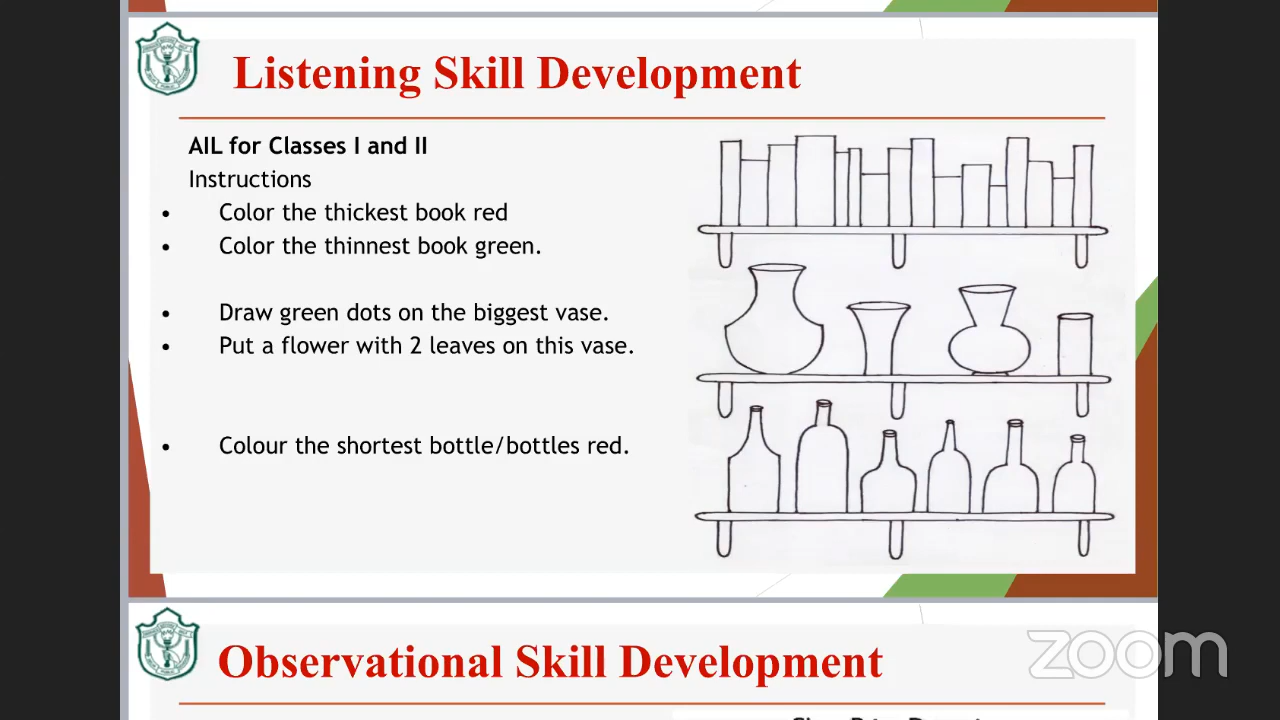 Listening Skill Development
AIL for Classes I and II
Instructions
• Color the thickest book red
• Color the thinnest book green.
• Draw green dots on the biggest vase.
• Put a flower with 2 leaves on this vase.
• Colour the shortest bottle/bottles red.
Observational Skill Development
zoom